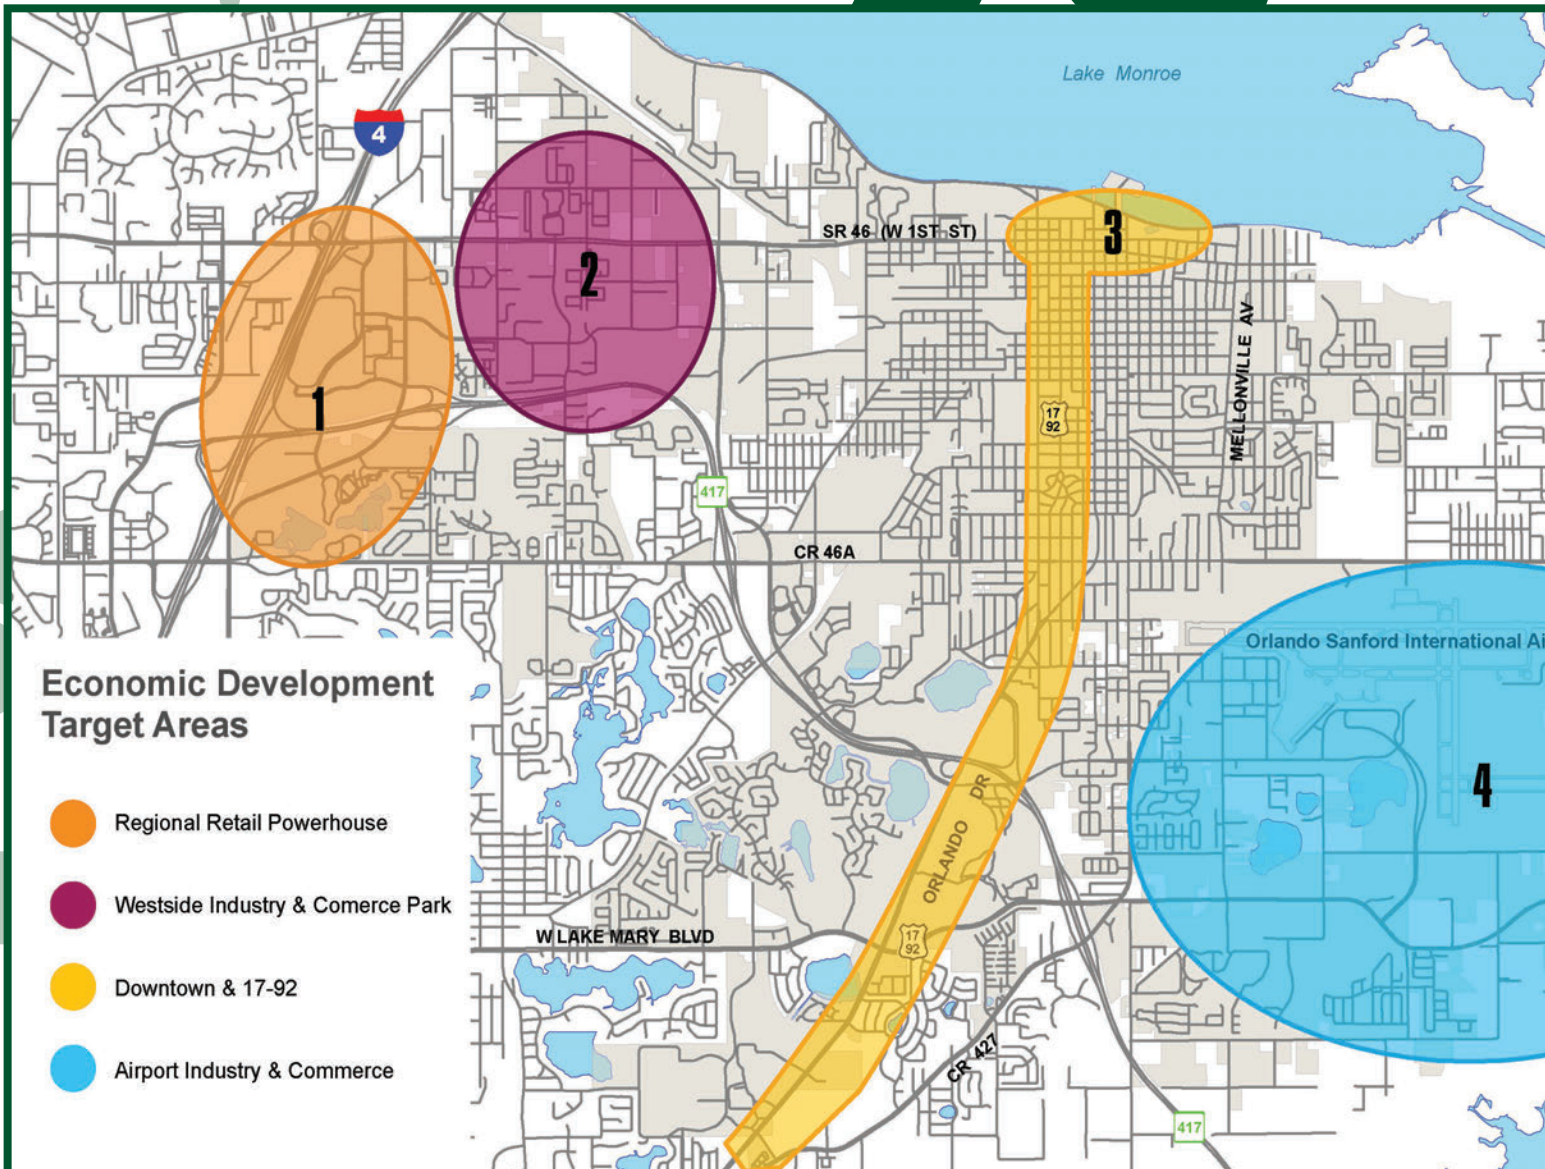 Lake Monroe
4
SR 46 (W 1ST ST)
3
2
MELLONVILLE AV
1
17
92
417
CR 46A
Orlando Sanford International Ai
Economic Development
Target Areas
4
ORLANDO DR
Regional Retail Powerhouse
Westside Industry & Comerce Park
W LAKE MARY BLVD
17
92
Downtown & 17-92
CR 427
Airport Industry & Commerce
417